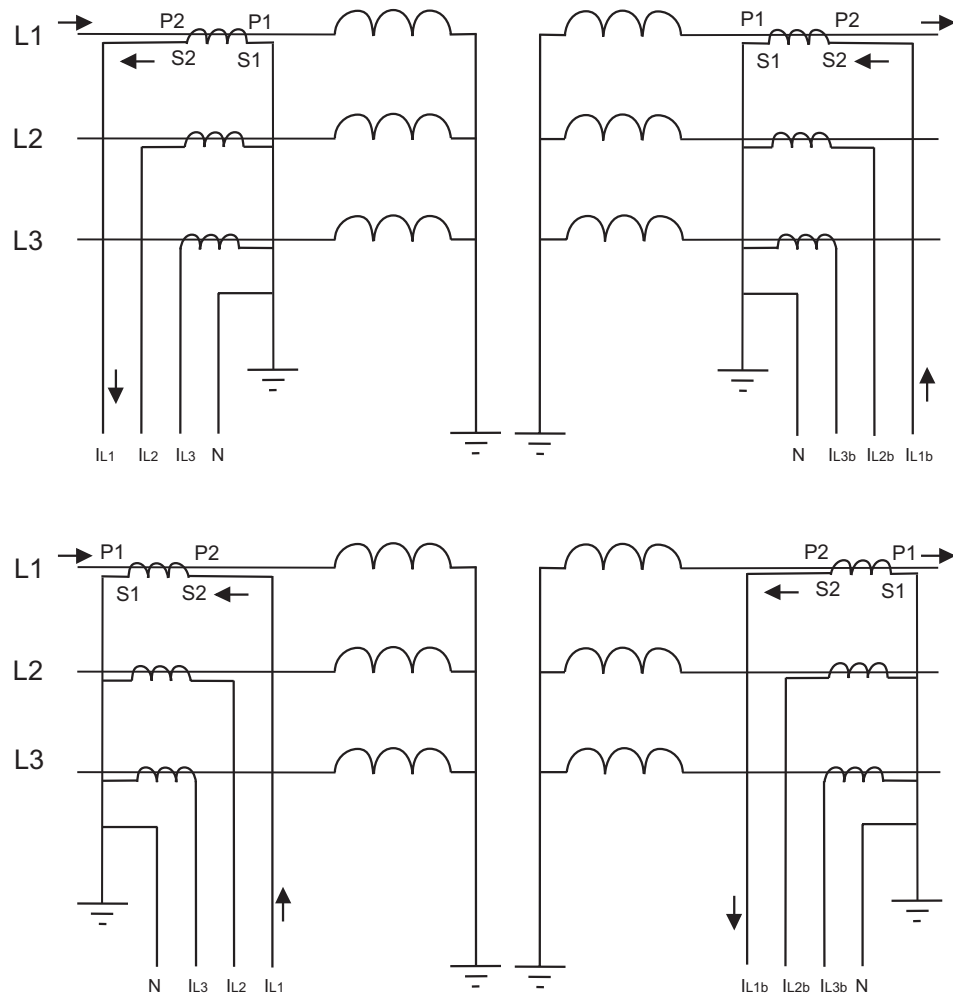 L1 P2 P1 P1 P2
S2 S1 S1 S2
L2
L3
IL1 IL2 IL3 N N IL3b IL2b IL1b
L1 P1 P2 P2 P1
S1 S2 S2 S1
L2
L3
N IL3 IL2 IL1 IL1b IL2b IL3b N